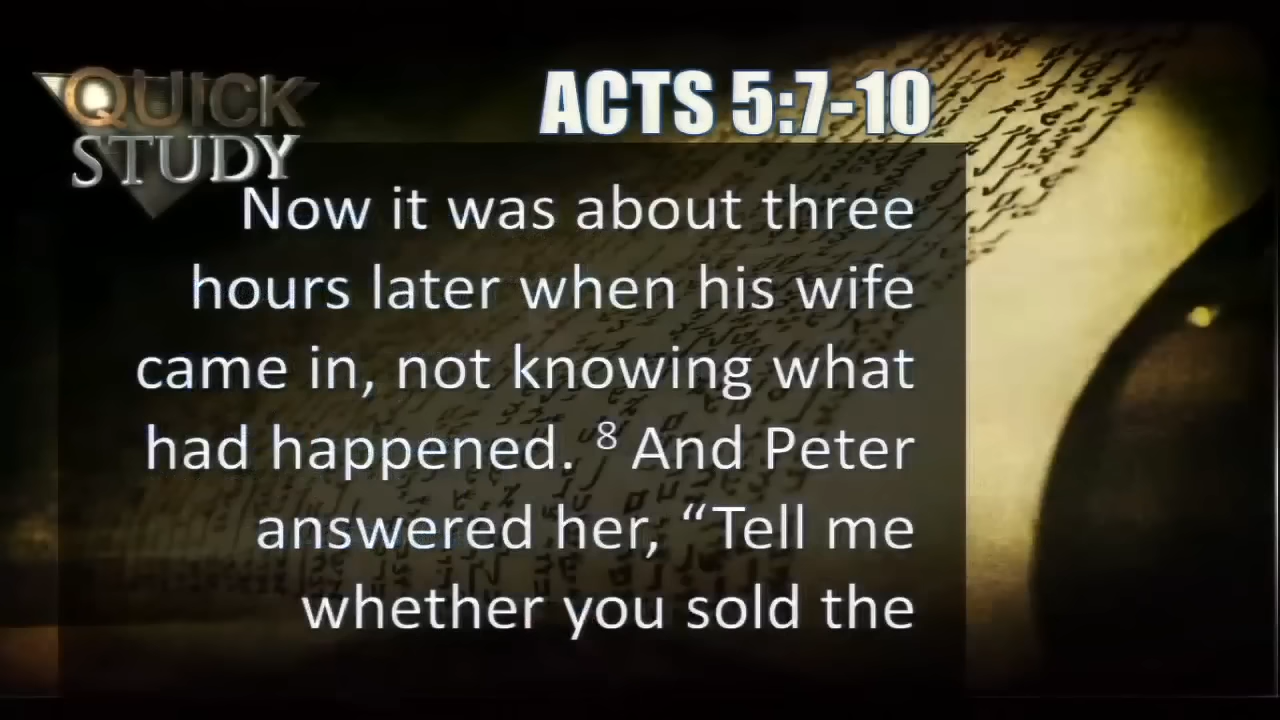 QUICK
STUDY
ACTS 5:7-10
Now it was about three
hours later when his wife
came in, not knowing what
had happened. ⁸ And Peter
answered her, “Tell me
whether you sold the